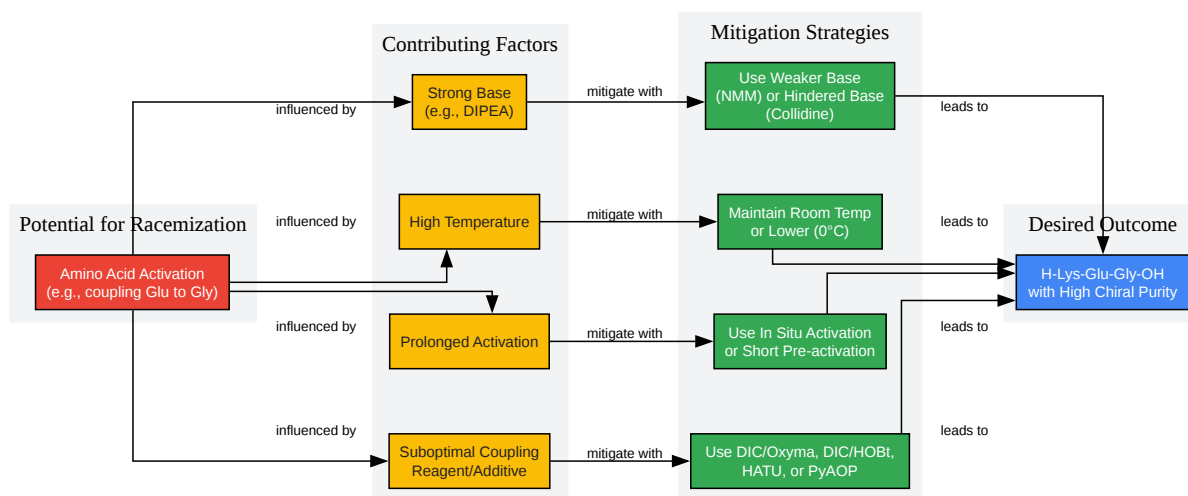 Contributing Factors
Mitigation Strategies
Strong Base
(e.g., DIPEA)
Use Weaker Base
(NMM) or Hindered Base
(Collidine)
influenced by
mitigate with
leads to
Potential for Racemization
High Temperature
Maintain Room Temp
or Lower (0°C)
influenced by
mitigate with
leads to
Desired Outcome
Amino Acid Activation
(e.g., coupling Glu to Gly)
H-Lys-Glu-Gly-OH
with High Chiral Purity
influenced by
Prolonged Activation
mitigate with
Use In Situ Activation
or Short Pre-activation
leads to
influenced by
Suboptimal Coupling
Reagent/Additive
mitigate with
Use DIC/Oxyma, DIC/HOBt,
HATU, or PyAOP
leads to